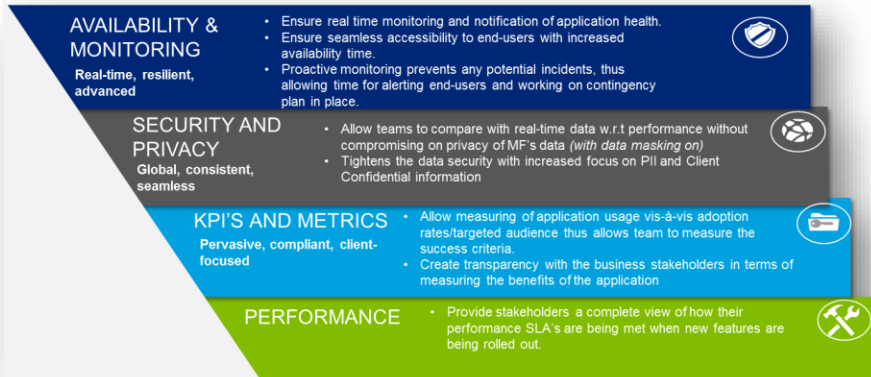 AVAILABILITY &
MONITORING
Real-time, resilient,
advanced
• Ensure real time monitoring and notification of application health.
• Ensure seamless accessibility to end-users with increased
availability time.
• Proactive monitoring prevents any potential incidents, thus
allowing time for alerting end-users and working on contingency
plan in place.
SECURITY AND
PRIVACY
Global, consistent,
seamless
• Allow teams to compare with real-time data w.r.t performance without
compromising on privacy of MF's data (with data masking on)
• Tightens the data security with increased focus on PII and Client
Confidential information
KPI'S AND METRICS
Pervasive, compliant, client-
focused
• Allow measuring of application usage vis-à-vis adoption
rates/targeted audience thus allows team to measure the
success criteria.
• Create transparency with the business stakeholders in terms of
measuring the benefits of the application
PERFORMANCE
• Provide stakeholders a complete view of how their
performance SLA's are being met when new features are
being rolled out.